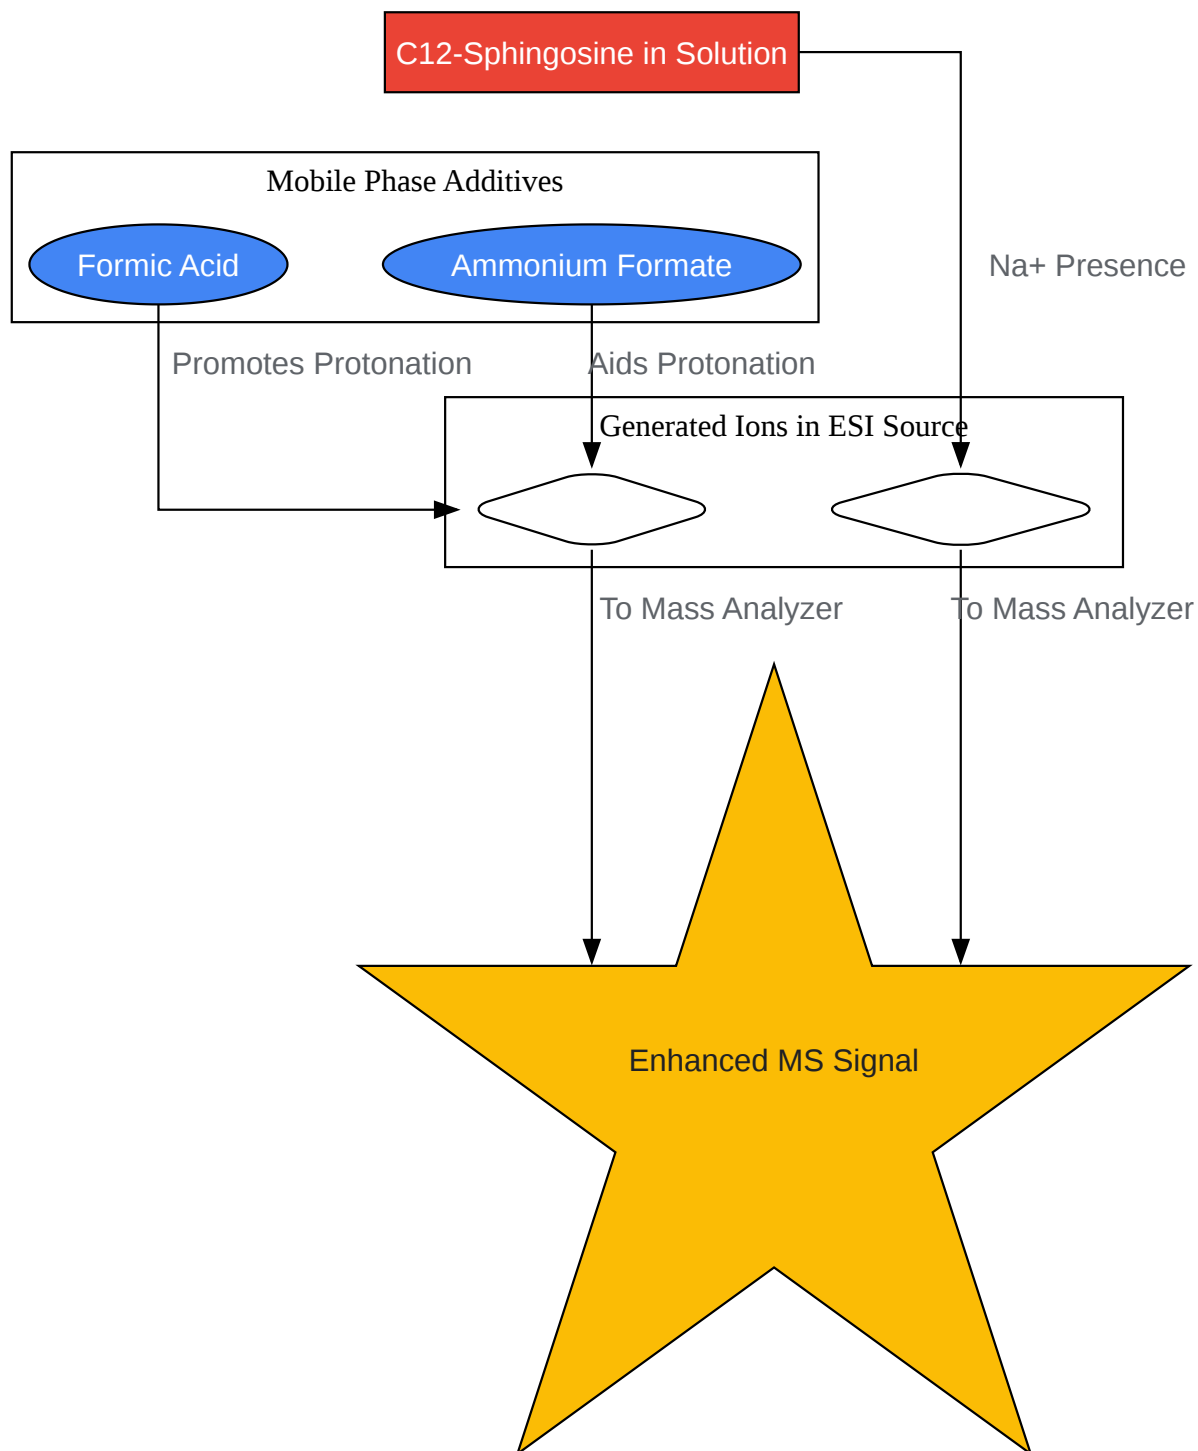 C12-Sphingosine in Solution
Mobile Phase Additives
Formic Acid
Ammonium Formate
Na+ Presence
Promotes Protonation
Aids Protonation
Generated Ions in ESI Source
To Mass Analyzer
To Mass Analyzer
Enhanced MS Signal